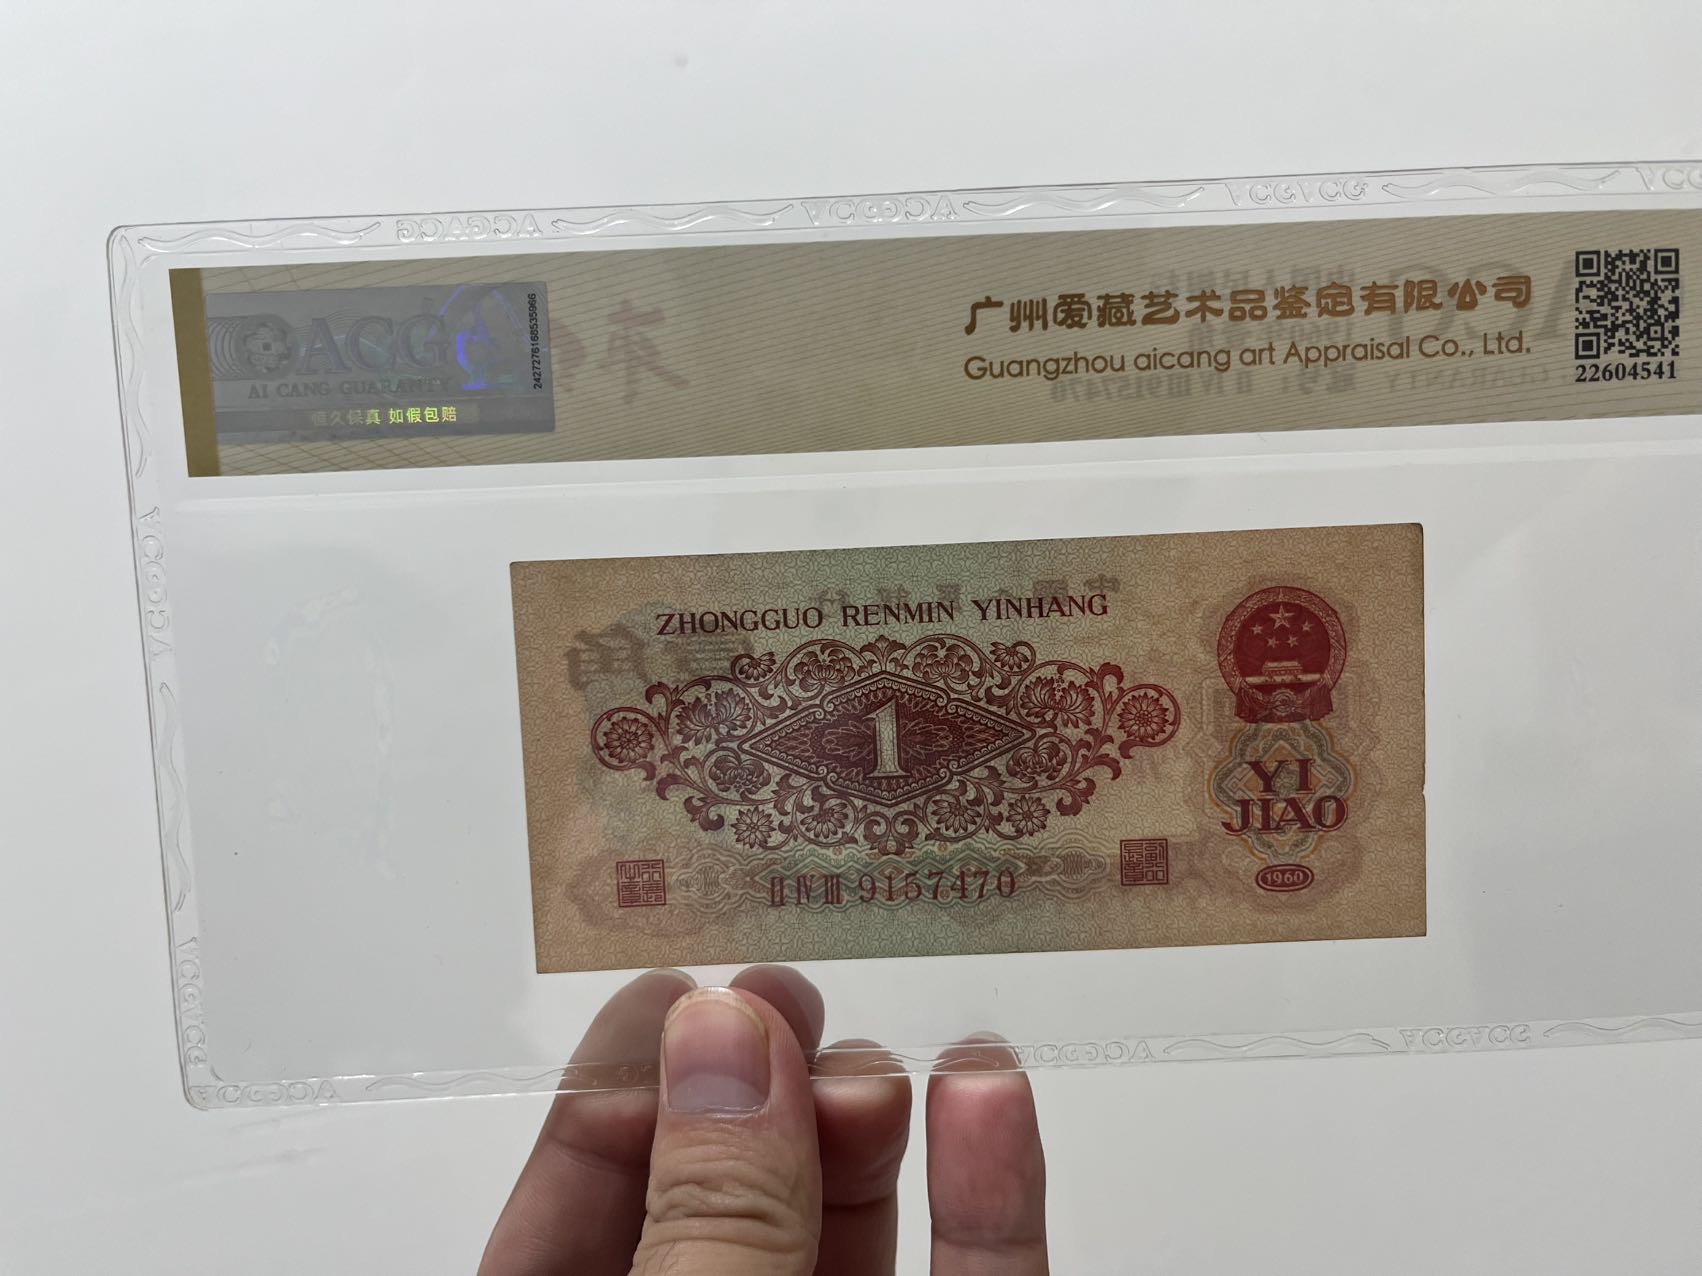 ACG
AI CANG GUARANTY
恒久保真 如假包赔
2427276168535966
广州爱藏艺术品鉴定有限公司
Guangzhou aicang art Appraisal Co., Ltd.
22604541
ZHONGGUO RENMIN YINHANG
1
YI
JIAO
II IV III 9157470
1960